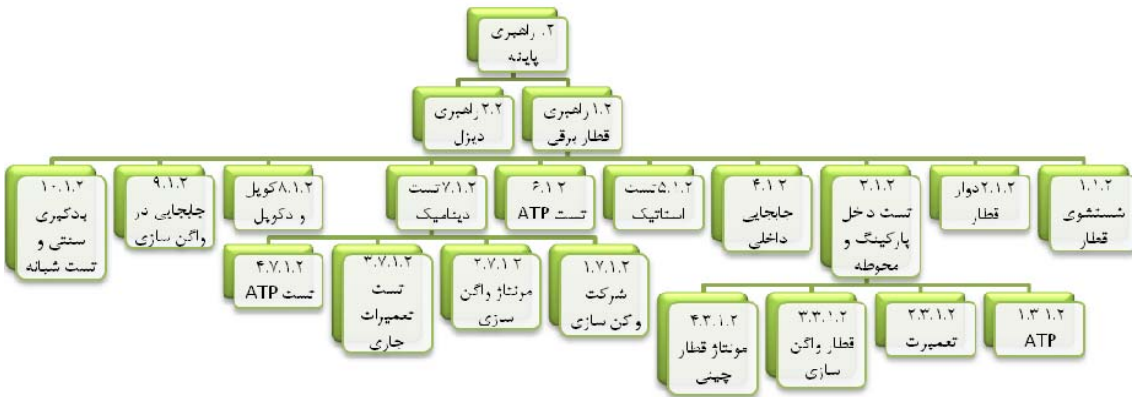 ۲. راهبری
پایانه
۱.۲ راهبری
قطار برقی
۲.۲ راهبری
دیزل
۱.۱.۲
شستشوی
قطار
۲.۱.۲ دوار
قطار
۳.۱.۲
تست داخل
پارکینگ و
محوطه
۴.۱.۲
جابجایی
داخلی
۵.۱.۲ تست
استاتیک
۶.۱.۲
تست ATP
۷.۱.۲ تست
دینامیک
۸.۱.۲ کوپل
و دکوپل
۹.۱.۲
جابجایی در
واگن سازی
۱۰.۱.۲
یدگیری
سنتی و
تست شبانه
۱.۷.۱.۲
شرکت
وگن سازی
۲.۷.۱.۲
مونتاژ واگن
سازی
۳.۷.۱.۲
تست
تعمیرات
جاری
۴.۷.۱.۲
تست ATP
۱.۳.۱.۲
ATP
۲.۳.۱.۲
تعمیرت
۳.۳.۱.۲
قطار واگن
سازی
۴.۳.۱.۲
مونتاژ قطار
چینی